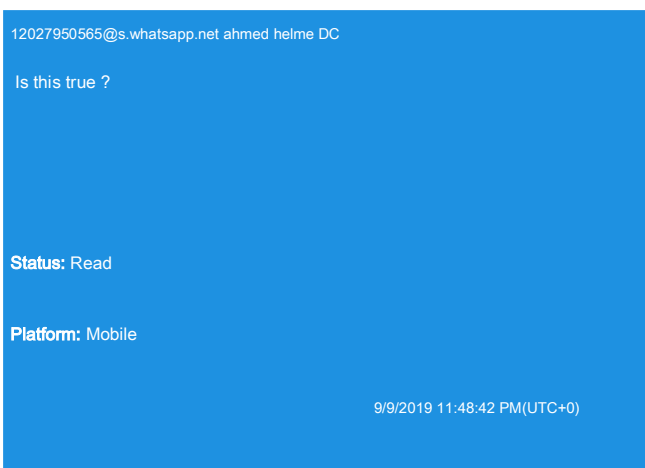 12027950565@s.whatsapp.net ahmed helme DC
Is this true ?
Status: Read
Platform: Mobile
9/9/2019 11:48:42 PM(UTC+0)